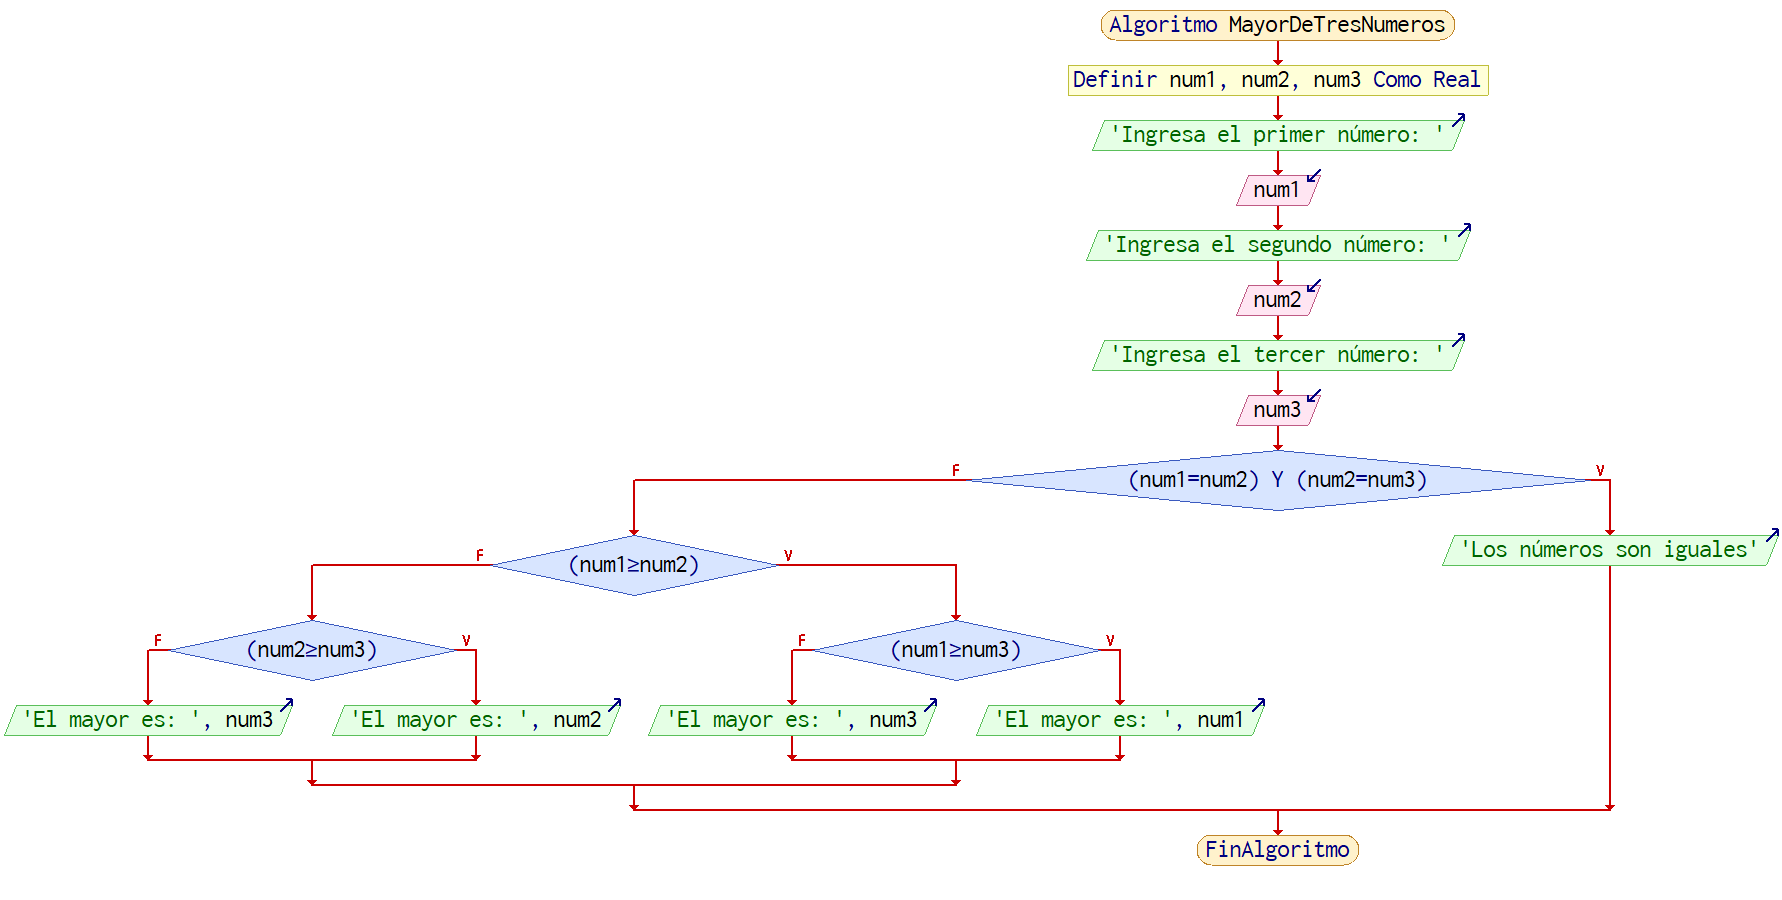 Algoritmo MayorDeTresNumeros
Definir num1, num2, num3 Como Real
'Ingresa el primer número: '
num1
'Ingresa el segundo número: '
num2
'Ingresa el tercer número: '
num3
F
(num1=num2) Y (num2=num3)
V
'Los números son iguales'
F
(num1≥num2)
V
F
(num2≥num3)
V
F
(num1≥num3)
V
'El mayor es: ', num3
'El mayor es: ', num2
'El mayor es: ', num3
'El mayor es: ', num1
FinAlgoritmo